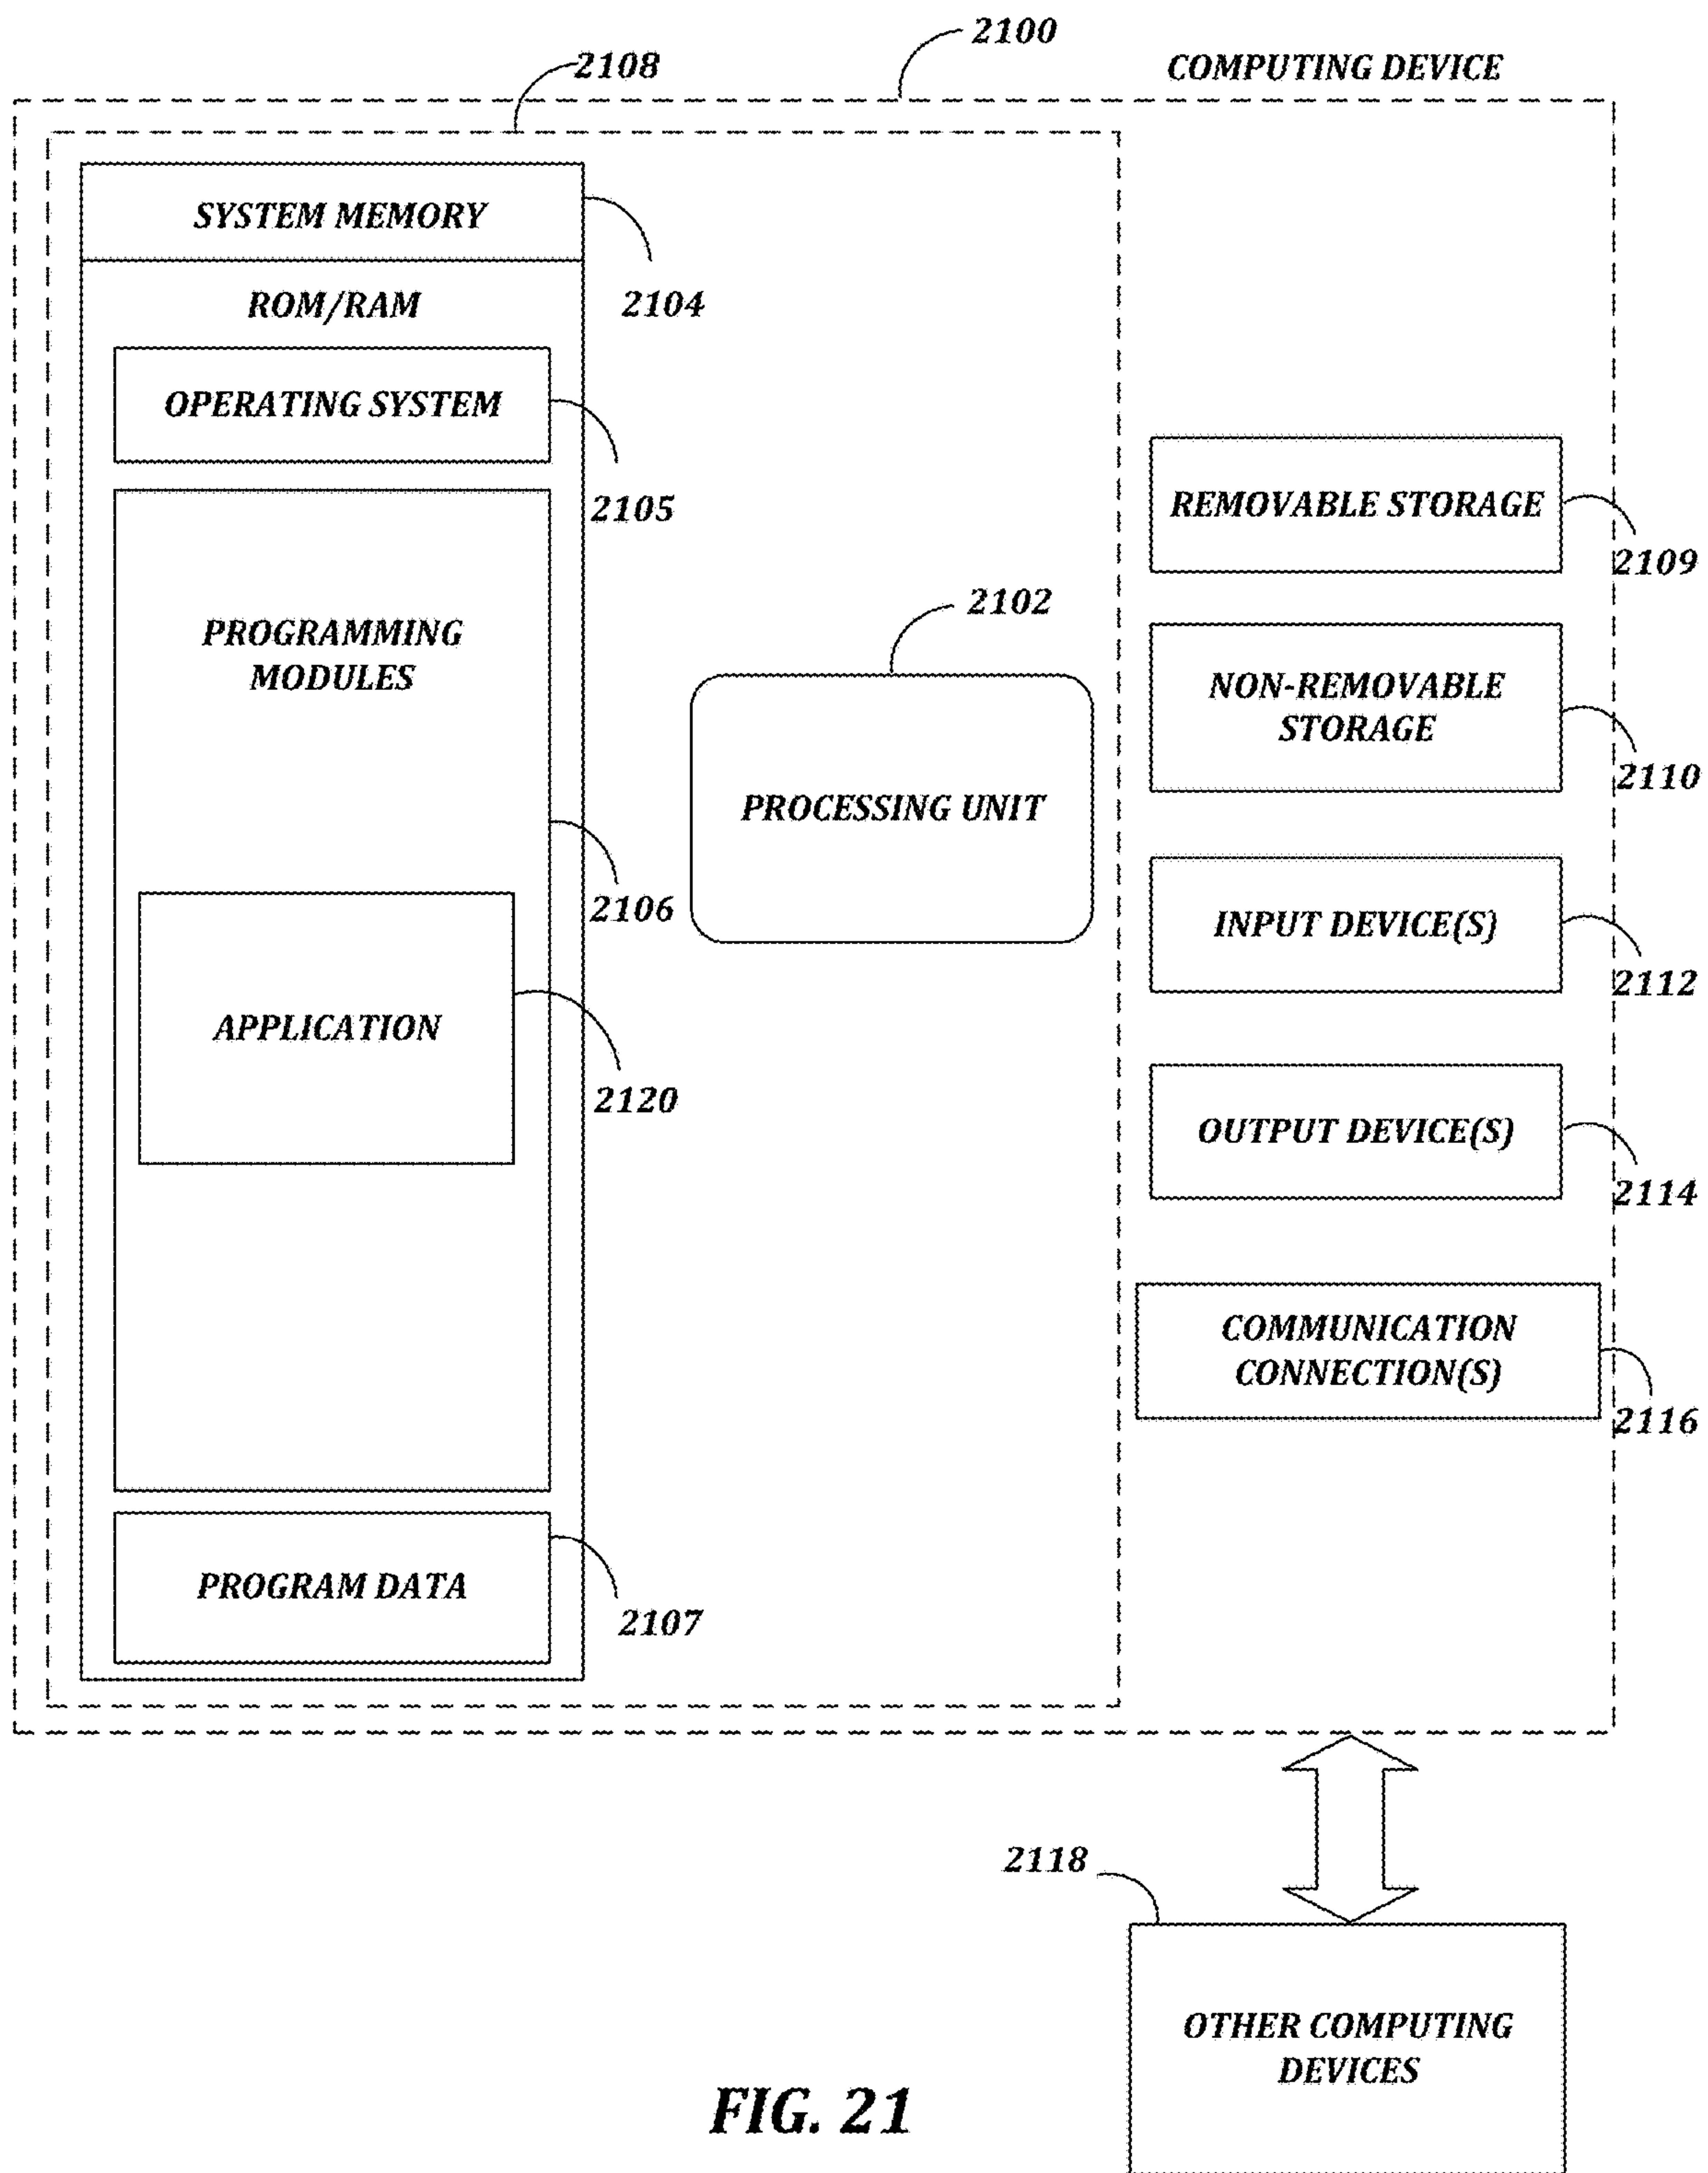 2100
COMPUTING DEVICE
2108
SYSTEM MEMORY
2104
ROM/RAM
OPERATING SYSTEM
2105
PROGRAMMING
MODULES
2106
APPLICATION
2120
PROGRAM DATA
2107
2102
PROCESSING UNIT
REMOVABLE STORAGE
2109
NON-REMOVABLE
STORAGE
2110
INPUT DEVICE(S)
2112
OUTPUT DEVICE(S)
2114
COMMUNICATION
CONNECTION(S)
2116
2118
OTHER COMPUTING
DEVICES
FIG. 21